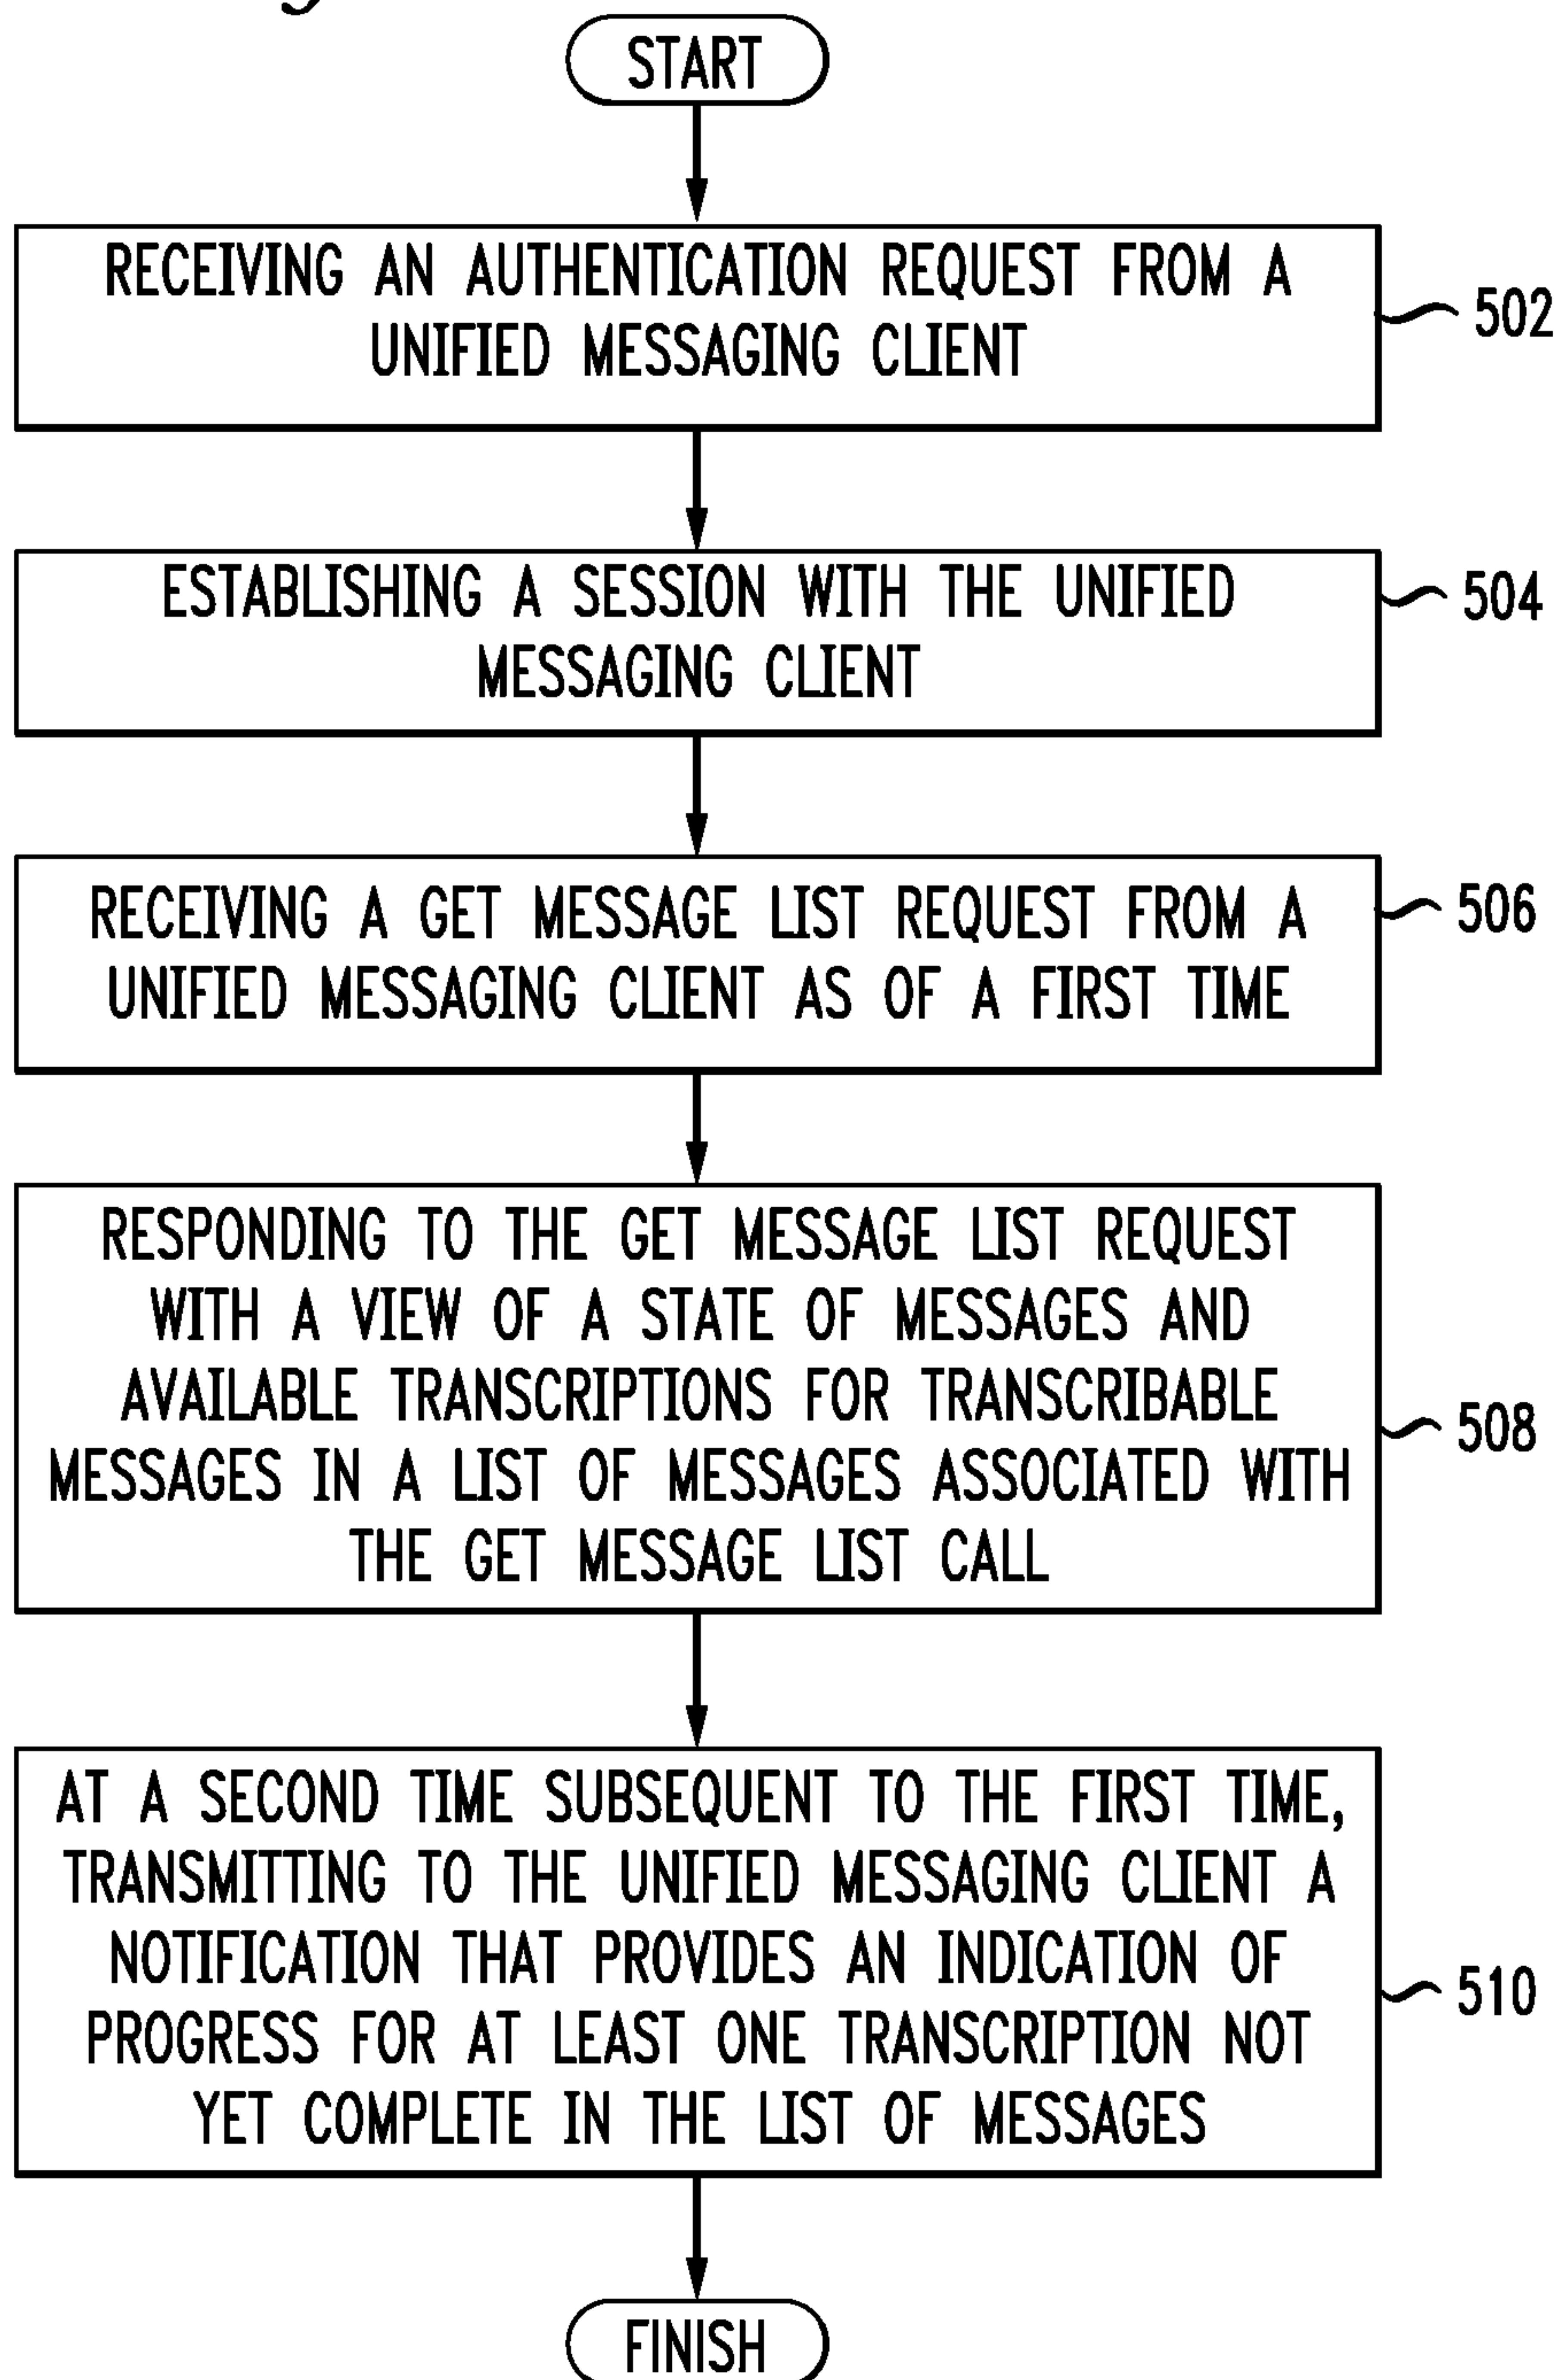 START
RECEIVING AN AUTHENTICATION REQUEST FROM A
UNIFIED MESSAGING CLIENT
502
ESTABLISHING A SESSION WITH THE UNIFIED
MESSAGING CLIENT
504
RECEIVING A GET MESSAGE LIST REQUEST FROM A
UNIFIED MESSAGING CLIENT AS OF A FIRST TIME
506
RESPONDING TO THE GET MESSAGE LIST REQUEST
WITH A VIEW OF A STATE OF MESSAGES AND
AVAILABLE TRANSCRIPTIONS FOR TRANSCRIBABLE
MESSAGES IN A LIST OF MESSAGES ASSOCIATED WITH
THE GET MESSAGE LIST CALL
508
AT A SECOND TIME SUBSEQUENT TO THE FIRST TIME,
TRANSMITTING TO THE UNIFIED MESSAGING CLIENT A
NOTIFICATION THAT PROVIDES AN INDICATION OF
PROGRESS FOR AT LEAST ONE TRANSCRIPTION NOT
YET COMPLETE IN THE LIST OF MESSAGES
510
FINISH